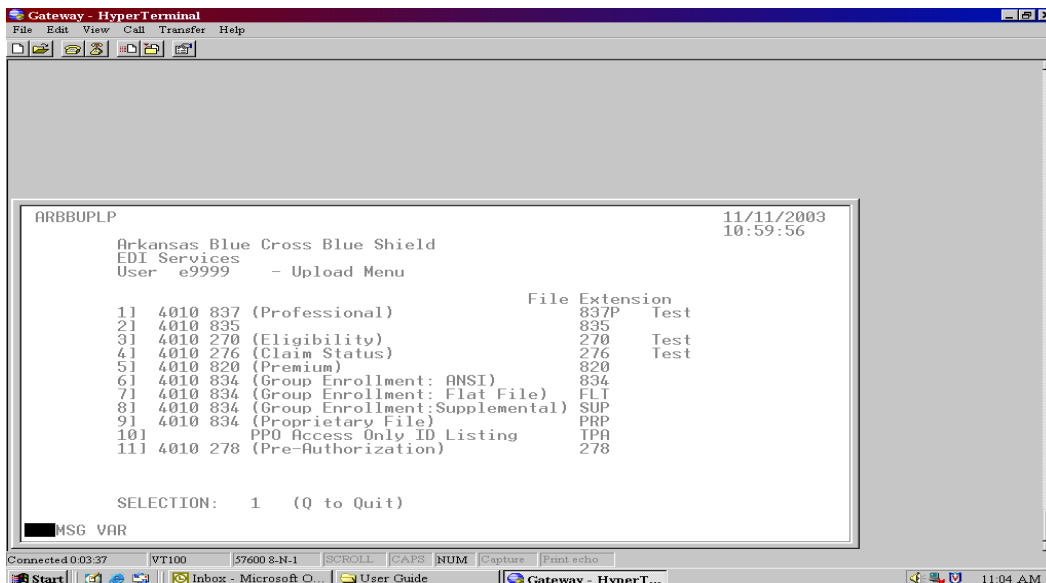 Gateway - HyperTerminal
File Edit View Call Transfer Help
ARBBUPLP 11/11/2003
10:59:56
Arkansas Blue Cross Blue Shield
EDI Services
User e9999 - Upload Menu
File Extension
1] 4010 837 (Professional) 837P Test
2] 4010 835 835
3] 4010 270 (Eligibility) 270 Test
4] 4010 276 (Claim Status) 276 Test
5] 4010 820 (Premium) 820
6] 4010 834 (Group Enrollment: ANSI) 834
7] 4010 834 (Group Enrollment: Flat File) FLT
8] 4010 834 (Group Enrollment:Supplemental) SUP
9] 4010 834 (Proprietary File) PRP
10] PPO Access Only ID Listing TPA
11] 4010 278 (Pre-Authorization) 278
SELECTION: 1 (Q to Quit)
MSG VAR
Connected 0:03:37 VT100 57600 8-N-1 SCROLL CAPS NUM Capture Print echo
Start Inbox - Microsoft O... User Guide Gateway - HyperT... 11:04 AM